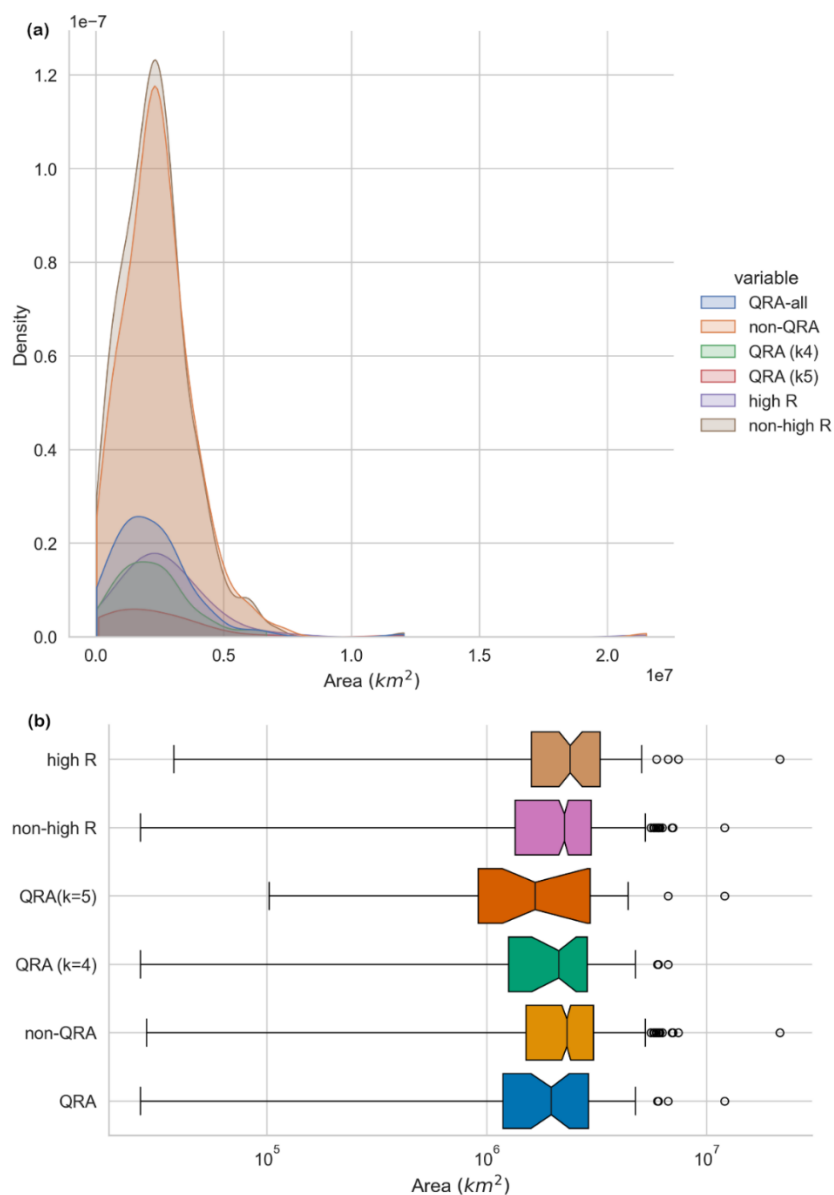 (a)
1e−7
1.2
1.0
0.8
0.6
0.4
0.2
0.0
Density
0.0 0.5 1.0 1.5 2.0
1e7
Area (km²)
variable
QRA-all
non-QRA
QRA (k4)
QRA (k5)
high R
non-high R
(b)
high R
non-high R
QRA(k=5)
QRA (k=4)
non-QRA
QRA
10⁵ 10⁶ 10⁷
Area (km²)